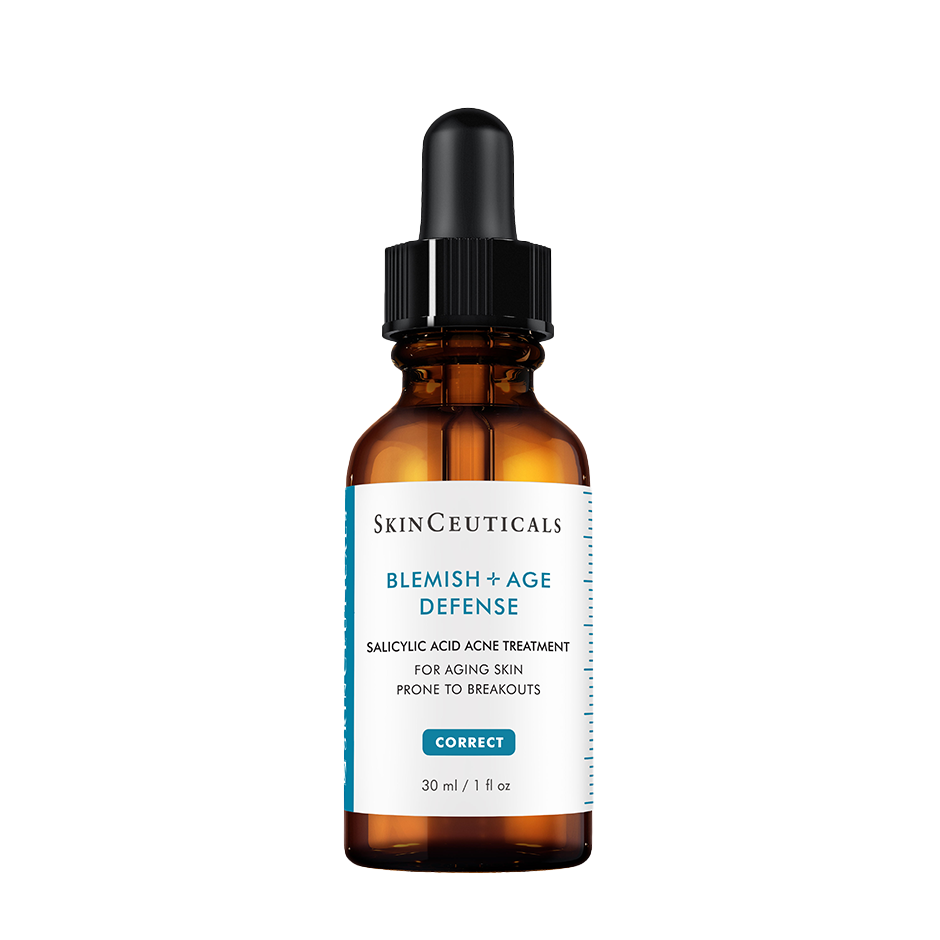 SKINCEUTICALS
BLEMISH + AGE
DEFENSE
SALICYLIC ACID ACNE TREATMENT
FOR AGING SKIN
PRONE TO BREAKOUTS
CORRECT
30 ml / 1 fl oz